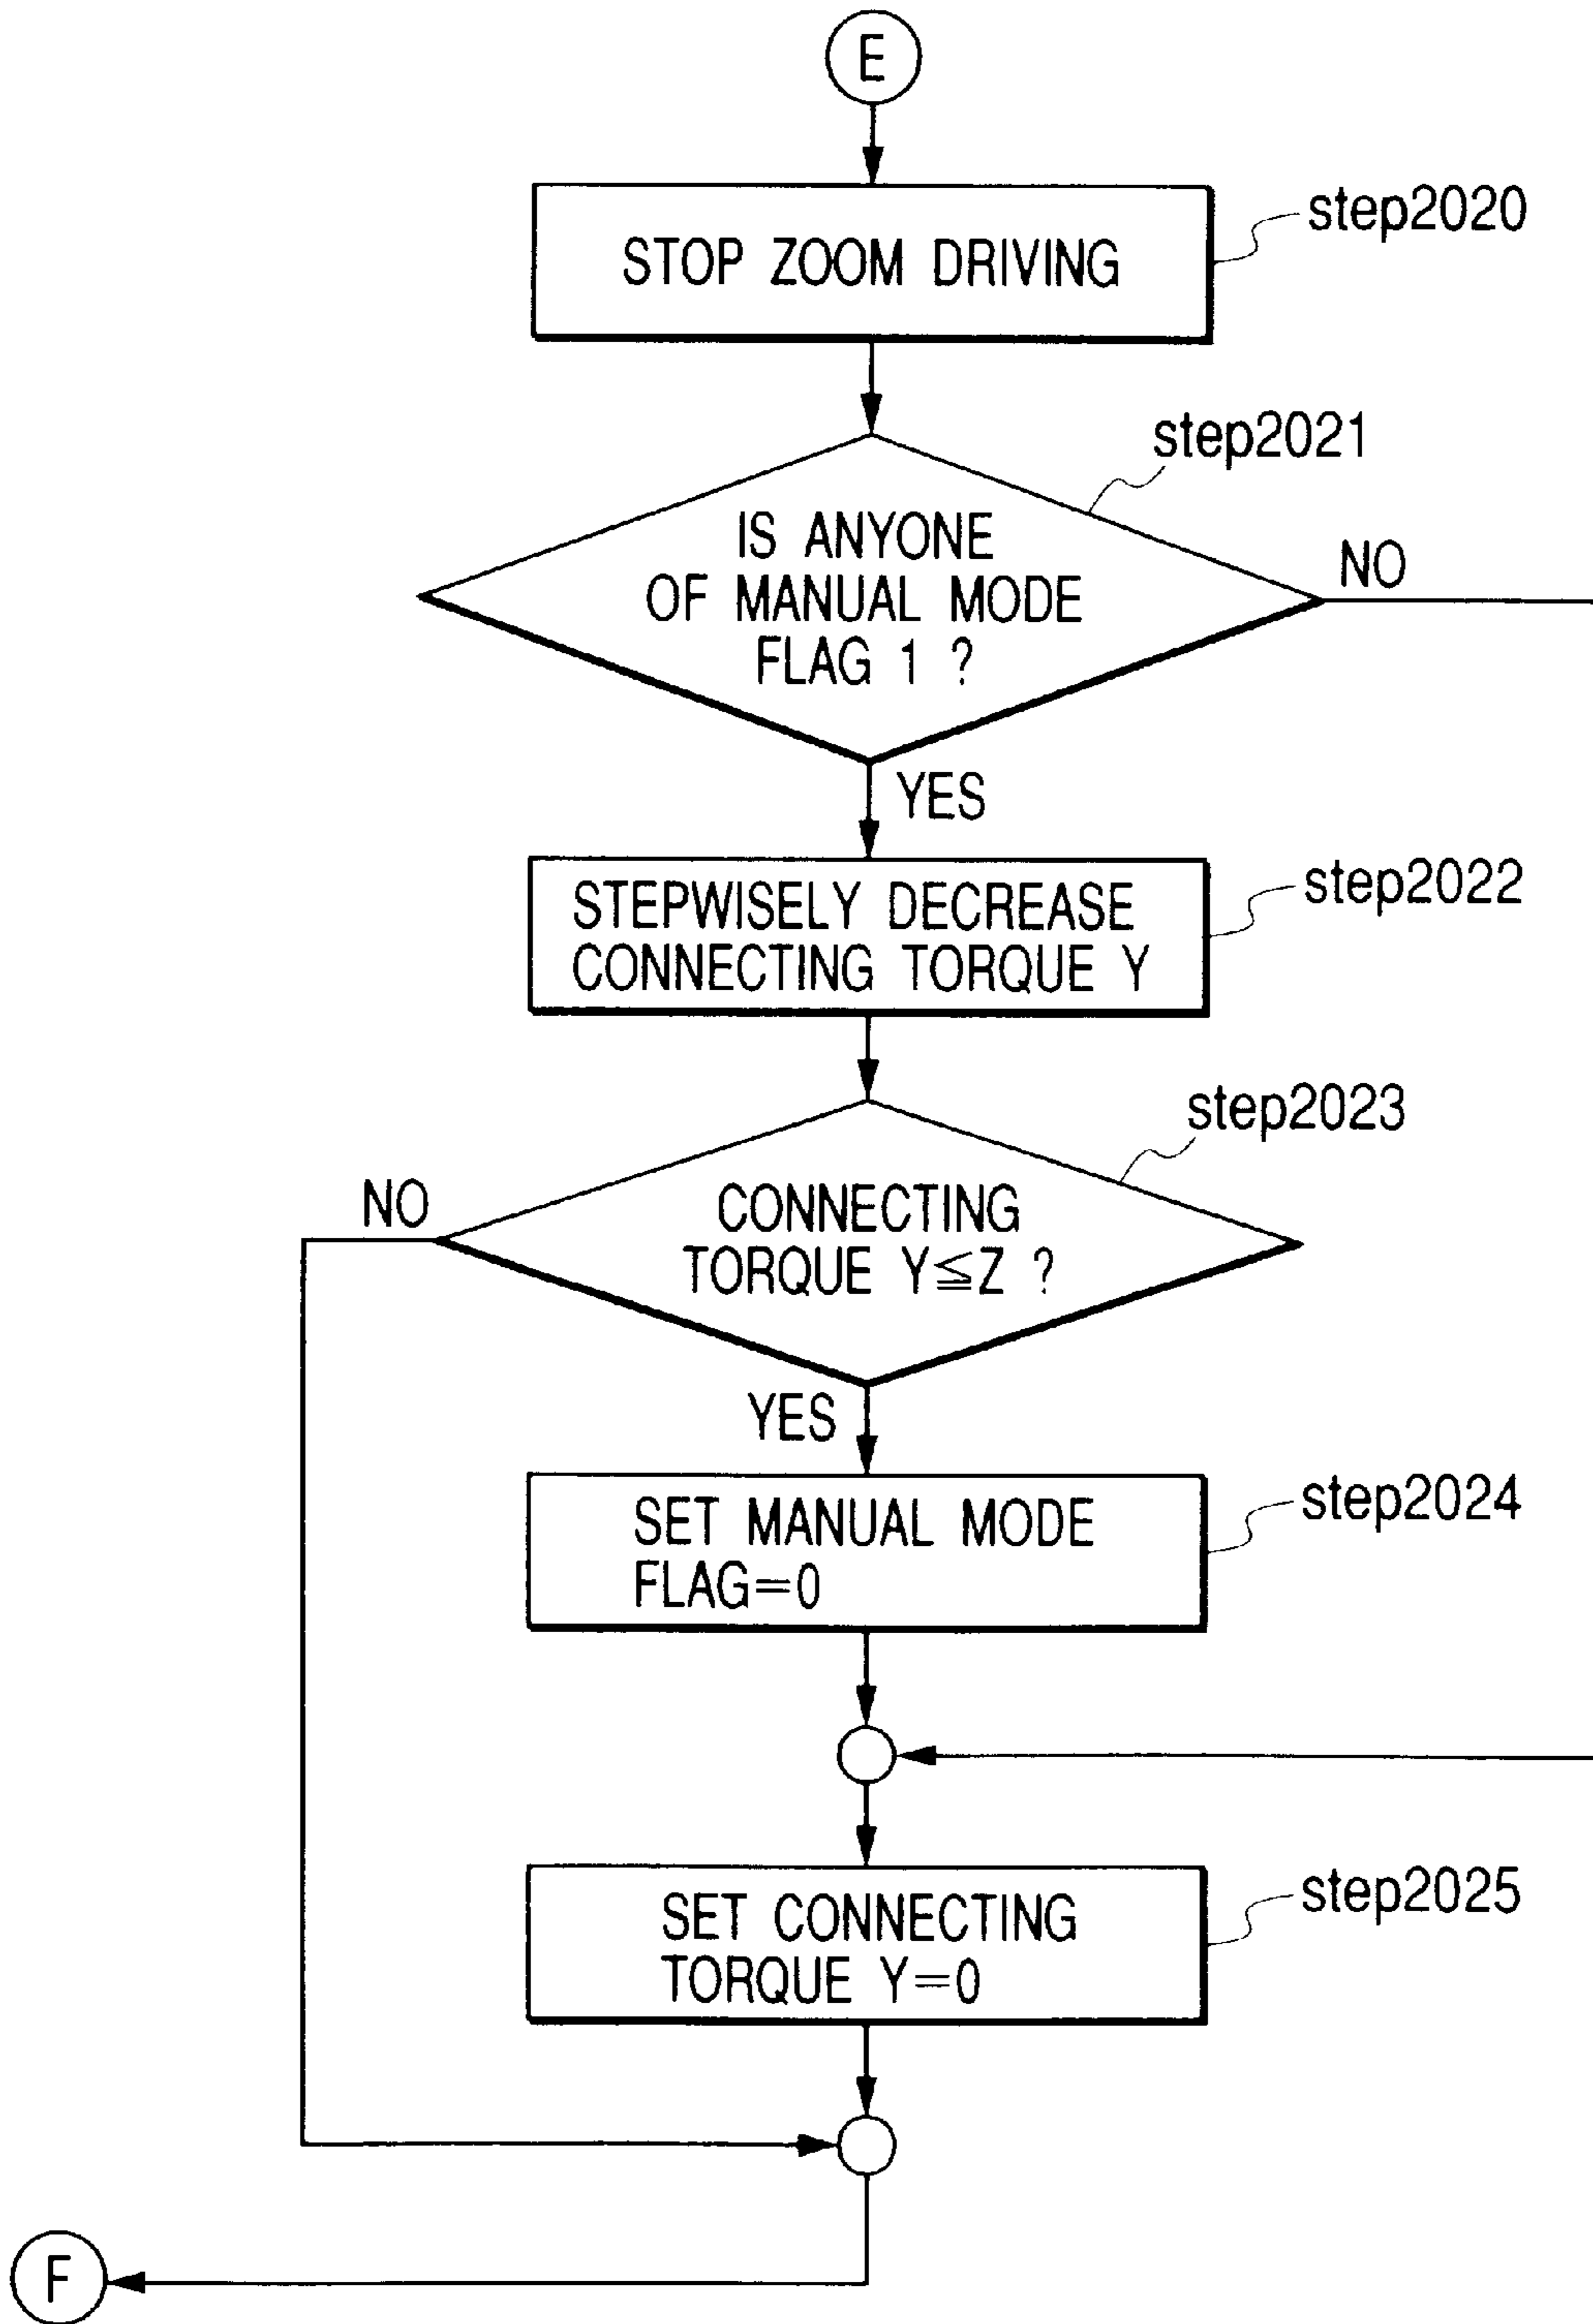 E
STOP ZOOM DRIVING
step2020
step2021
IS ANYONE
OF MANUAL MODE
FLAG 1 ?
NO
YES
STEPWISELY DECREASE
CONNECTING TORQUE Y
step2022
step2023
NO
CONNECTING
TORQUE Y≦Z ?
YES
SET MANUAL MODE
FLAG=0
step2024
SET CONNECTING
TORQUE Y=0
step2025
F